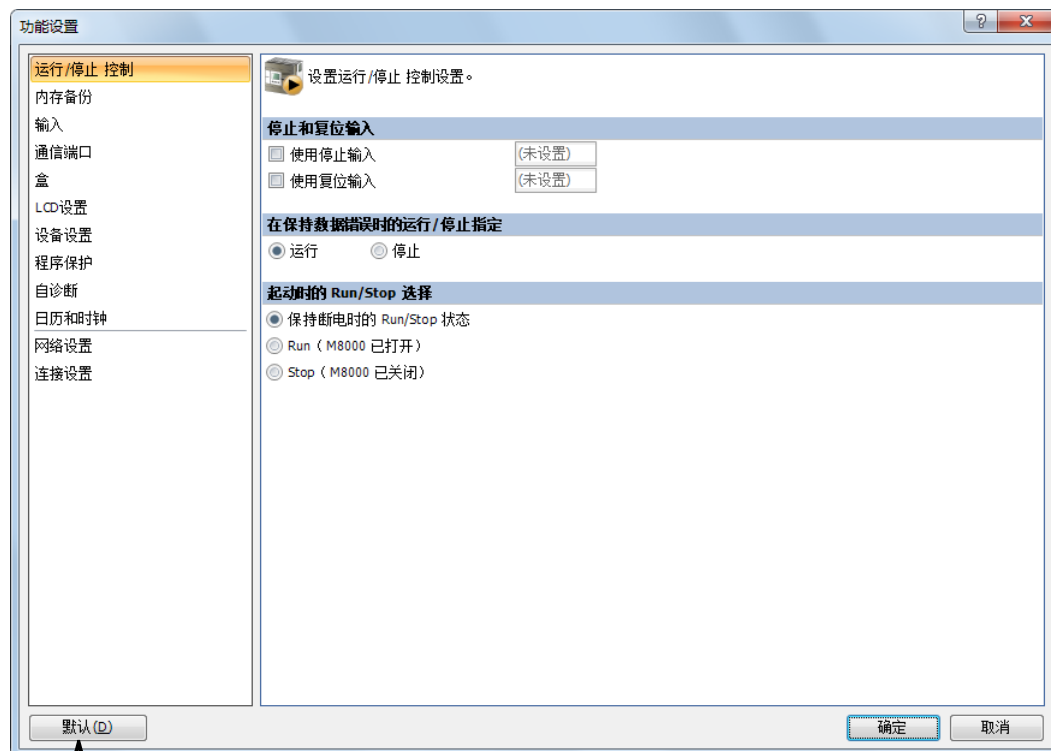 功能设置
运行/停止 控制
内存备份
输入
通信端口
盒
LCD设置
设备设置
程序保护
自诊断
日历和时钟
网络设置
连接设置
设置运行/停止 控制设置。
停止和复位输入
使用停止输入 (未设置)
使用复位输入 (未设置)
在保持数据错误时的运行/停止指定
运行 停止
起动时的 Run/Stop 选择
保持断电时的 Run/Stop 状态
Run（M8000 已打开）
Stop（M8000 已关闭）
默认(D) 确定 取消